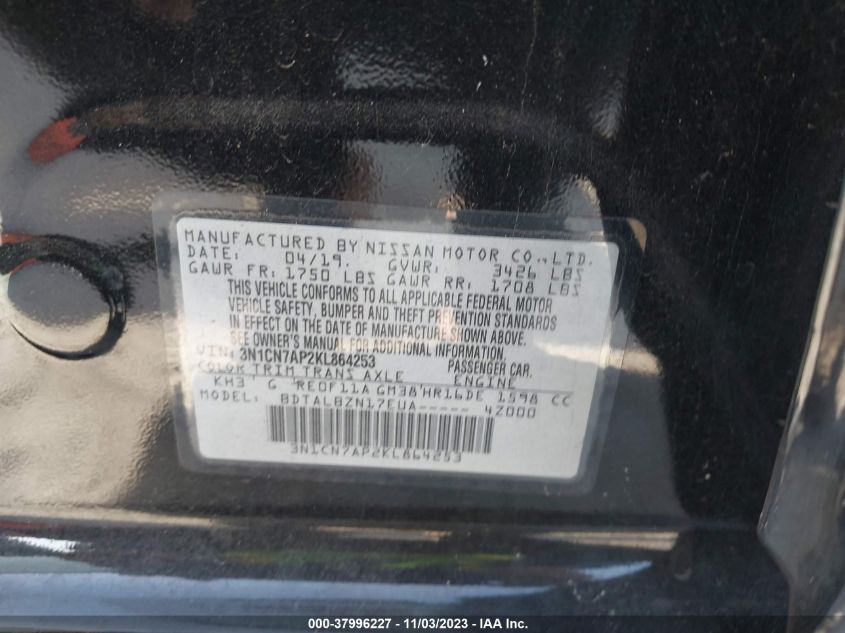 MANUFACTURED BY NISSAN MOTOR CO.,LTD.
DATE: 04/19. GVWR: 3426 LBS
GAWR FR: 1750 LBS GAWR RR: 1708 LBS
THIS VEHICLE CONFORMS TO ALL APPLICABLE FEDERAL MOTOR
VEHICLE SAFETY, BUMPER AND THEFT PREVENTION STANDARDS
IN EFFECT ON THE DATE OF MANUFACTURE SHOWN ABOVE.
SEE OWNER'S MANUAL FOR ADDITIONAL INFORMATION.
VIN: 3N1CN7AP2KL864253 PASSENGER CAR.
COLOR TRIM TRANS AXLE ENGINE
KH3 G RE0F11A GM38 HR16DE 1598 CC
MODEL: BDTALBZN17EUA----- 4Z000
3N1CN7AP2KL864253
000-37996227 - 11/03/2023 - IAA Inc.